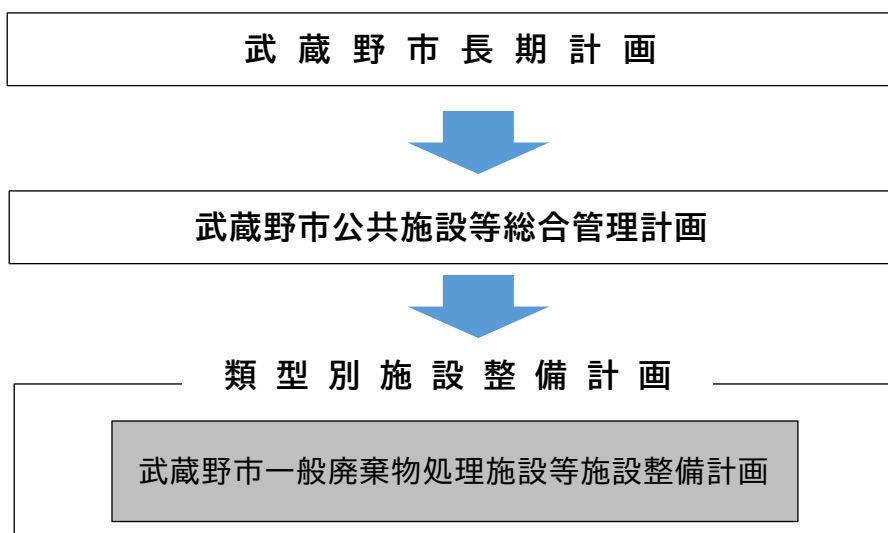 武蔵野市長期計画
武蔵野市公共施設等総合管理計画
類型別施設整備計画
武蔵野市一般廃棄物処理施設等施設整備計画